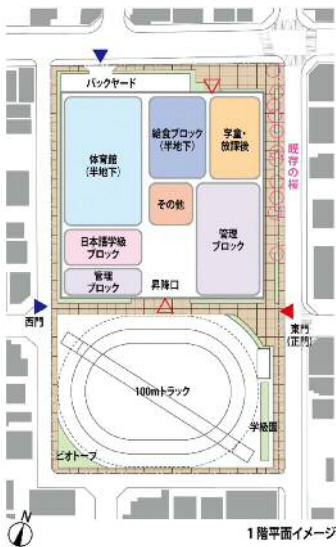 バックヤード
体育館
(半地下)
給食ブロック
(半地下)
学童・
放課後
既存の桜
その他
日本語学級
ブロック
管理
ブロック
管理
ブロック
昇降口
西門
東門
(正門)
100mトラック
学級園
ビオトープ
N
1階平面イメージ